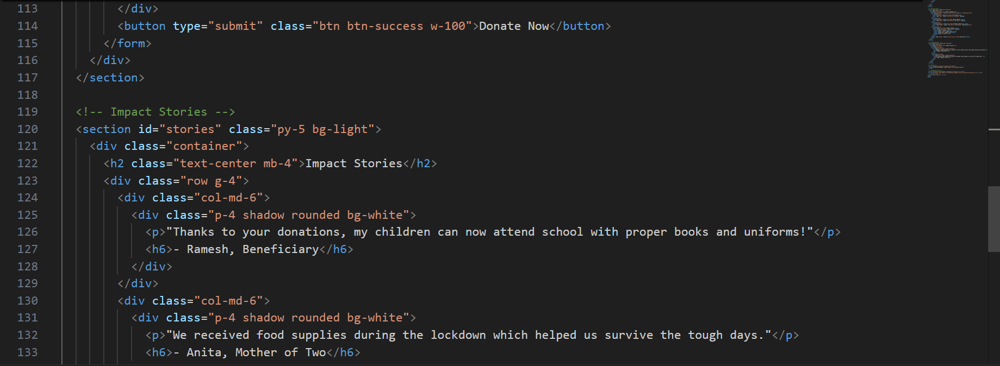 113 </div>
114 <button type="submit" class="btn btn-success w-100">Donate Now</button>
115 </form>
116 </div>
117 </section>
118
119 <!-- Impact Stories -->
120 <section id="stories" class="py-5 bg-light">
121 <div class="container">
122 <h2 class="text-center mb-4">Impact Stories</h2>
123 <div class="row g-4">
124 <div class="col-md-6">
125 <div class="p-4 shadow rounded bg-white">
126 <p>"Thanks to your donations, my children can now attend school with proper books and uniforms!"</p>
127 <h6>- Ramesh, Beneficiary</h6>
128 </div>
129 </div>
130 <div class="col-md-6">
131 <div class="p-4 shadow rounded bg-white">
132 <p>"We received food supplies during the lockdown which helped us survive the tough days."</p>
133 <h6>- Anita, Mother of Two</h6>